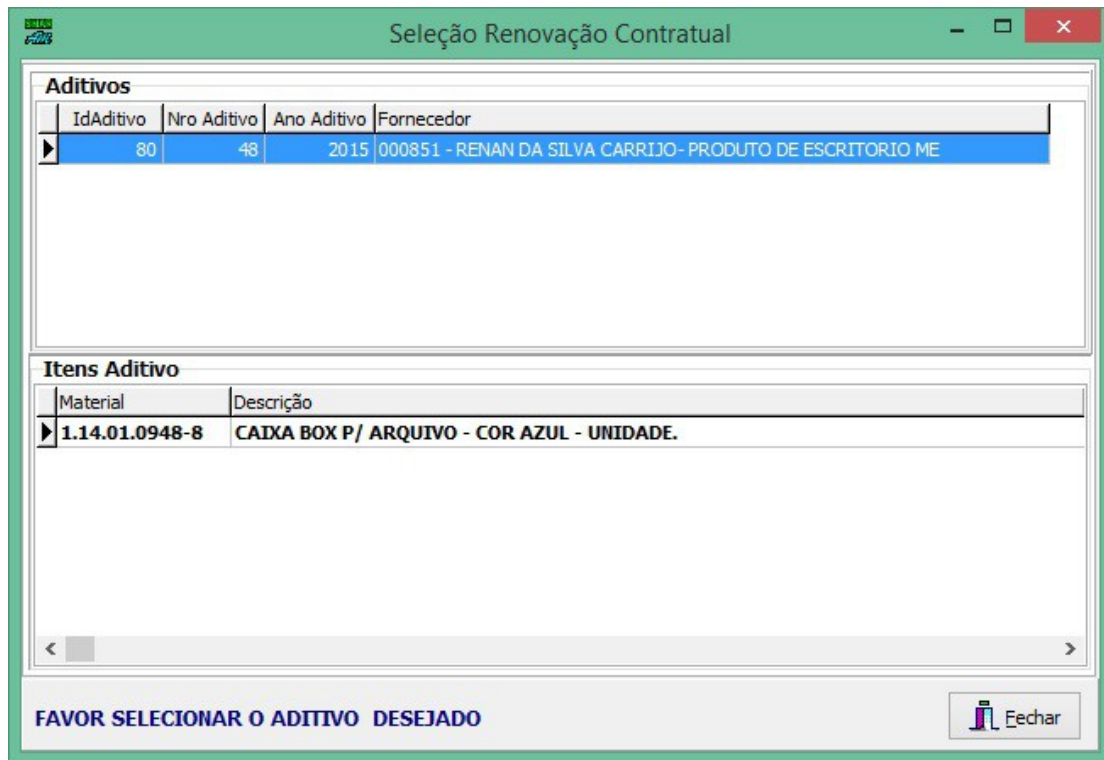 Seleção Renovação Contratual
Aditivos
IdAditivo Nro Aditivo Ano Aditivo Fornecedor
80 48 2015 000851 - RENAN DA SILVA CARRIJO- PRODUTO DE ESCRITORIO ME
Itens Aditivo
Material Descrição
1.14.01.0948-8 CAIXA BOX P/ ARQUIVO - COR AZUL - UNIDADE.
FAVOR SELECIONAR O ADITIVO DESEJADO
Fechar